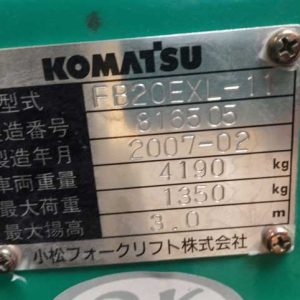 KOMATSU
型式 FB20EXL-11
製造番号 816505
製造年月 2007-02
車両重量 4190 kg
最大荷重 1350 kg
最大揚高 3.0 m
小松フォークリフト株式会社